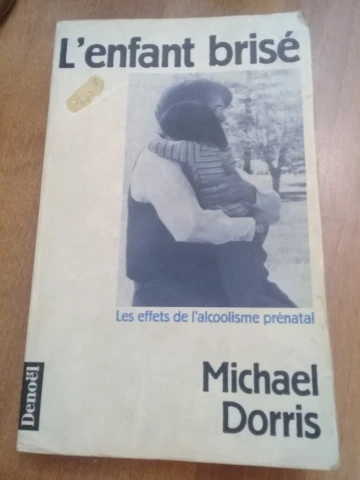 L'enfant brisé
Les effets de l'alcoolisme prénatal
Michael
Dorris
Denoël